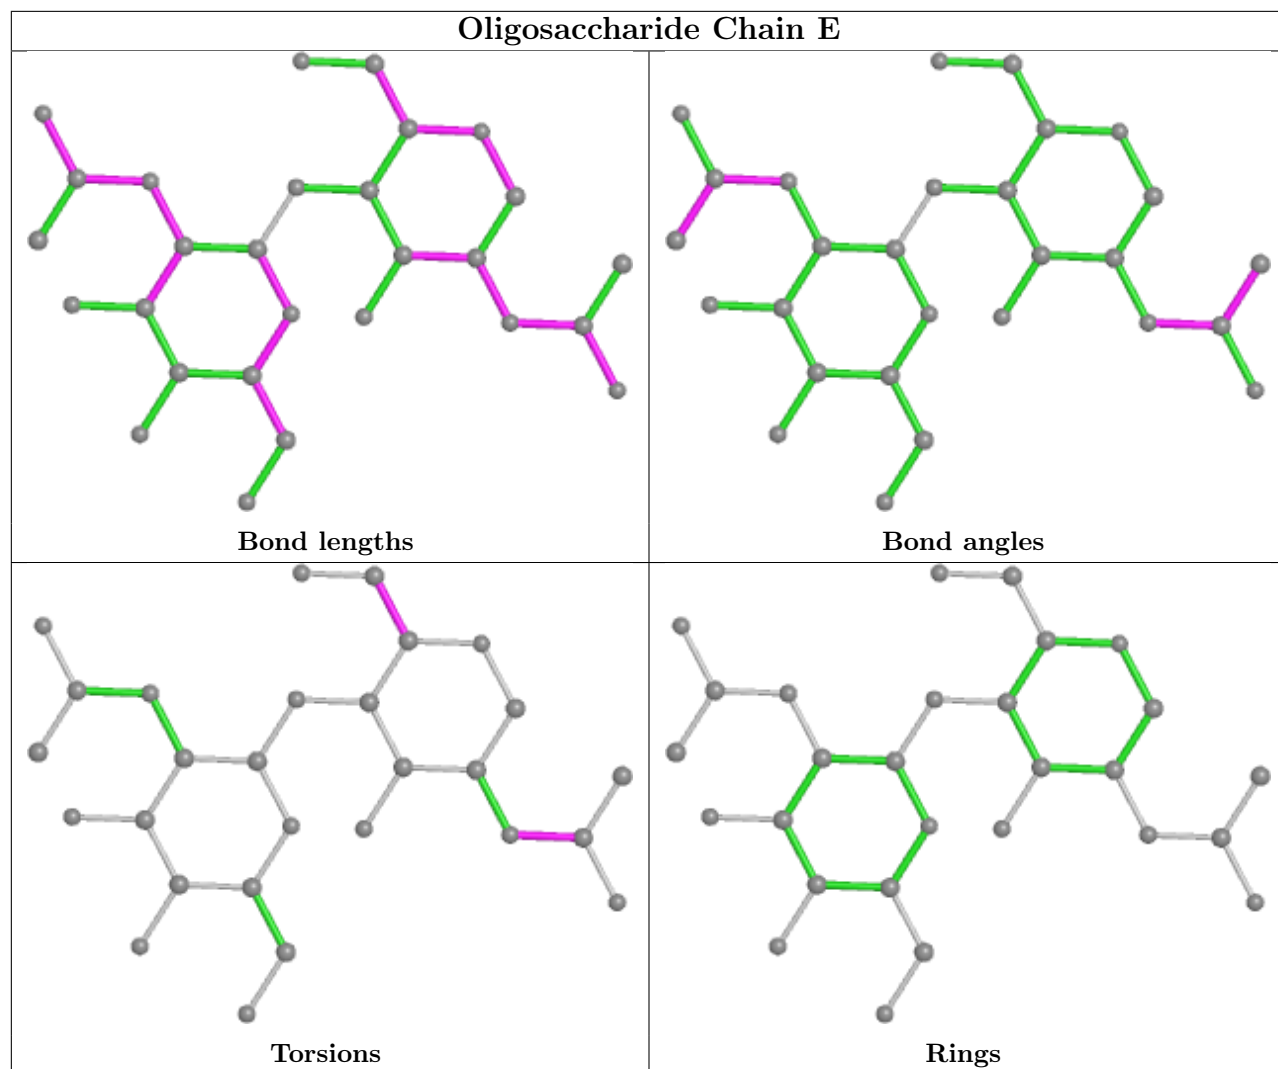 Oligosaccharide Chain E
Bond lengths
Bond angles
Torsions
Rings